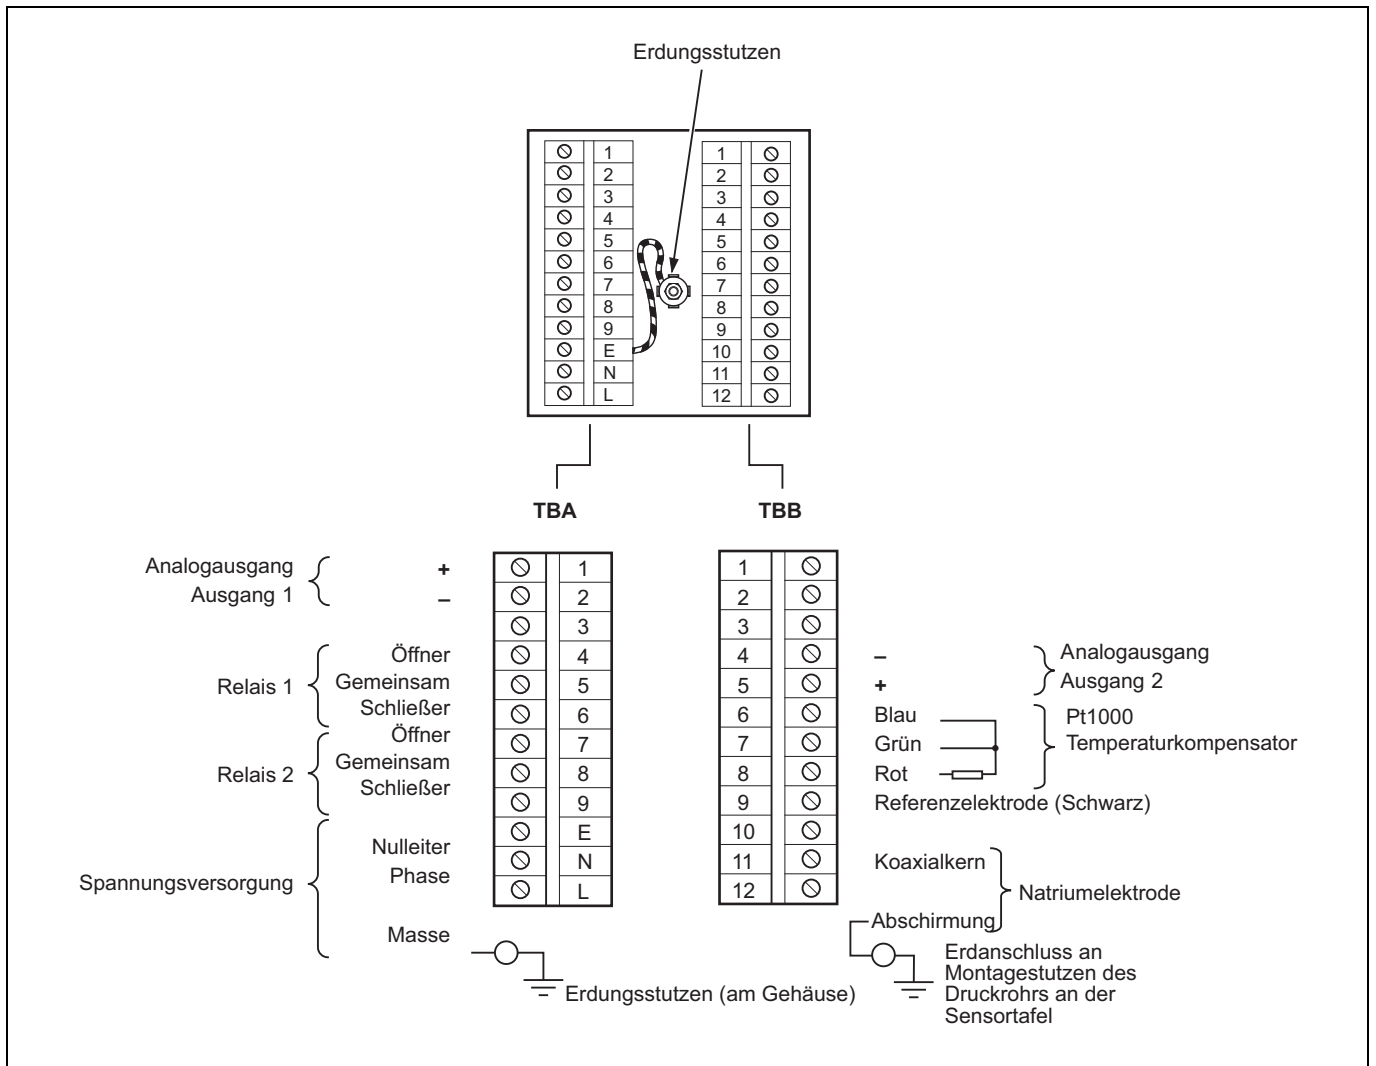 Erdungsstutzen
1 1
2 2
3 3
4 4
5 5
6 6
7 7
8 8
9 9
E 10
N 11
L 12
TBA TBB
Analogausgang + 1 1
Ausgang 1 – 2 2
3 3
Öffner 4 4 – Analogausgang
Relais 1 Gemeinsam 5 5 + Ausgang 2
Schließer 6 6 Blau Pt1000
Öffner 7 7 Grün Temperaturkompensator
Relais 2 Gemeinsam 8 8 Rot
Schließer 9 9 Referenzelektrode (Schwarz)
E 10
Nulleiter N 11 Koaxialkern
Spannungsversorgung Phase L 12 Natriumelektrode
Masse Abschirmung
Erdungsstutzen (am Gehäuse)
Erdanschluss an
Montagestutzen des
Druckrohrs an der
Sensortafel